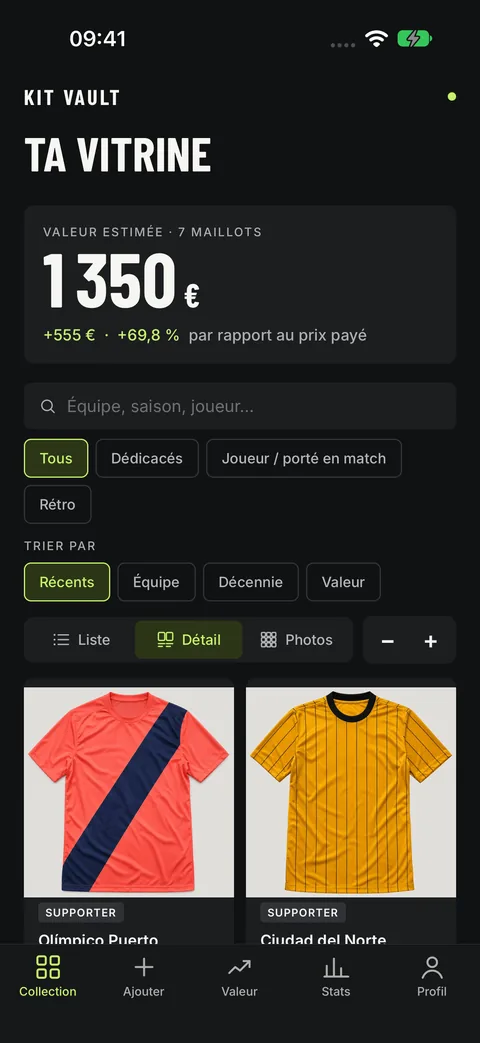 09:41
KIT VAULT
TA VITRINE
VALEUR ESTIMÉE · 7 MAILLOTS
1 350 €
+555 € · +69,8 % par rapport au prix payé
Équipe, saison, joueur...
Tous Dédicacés Joueur / porté en match
Rétro
TRIER PAR
Récents Équipe Décennie Valeur
Liste Détail Photos − +
SUPPORTER SUPPORTER
Olímpico Puerto Ciudad del Norte
Collection Ajouter Valeur Stats Profil